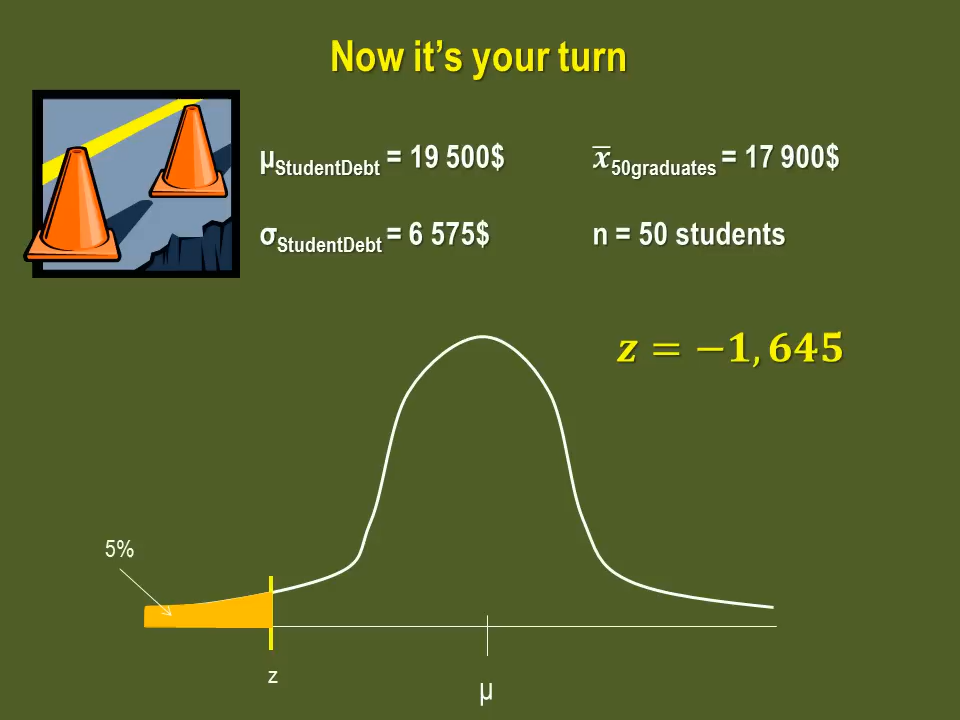 Now it's your turn
μStudentDebt = 19 500$
x̅50graduates = 17 900$
σStudentDebt = 6 575$
n = 50 students
z = −1,645
5%
z
μ